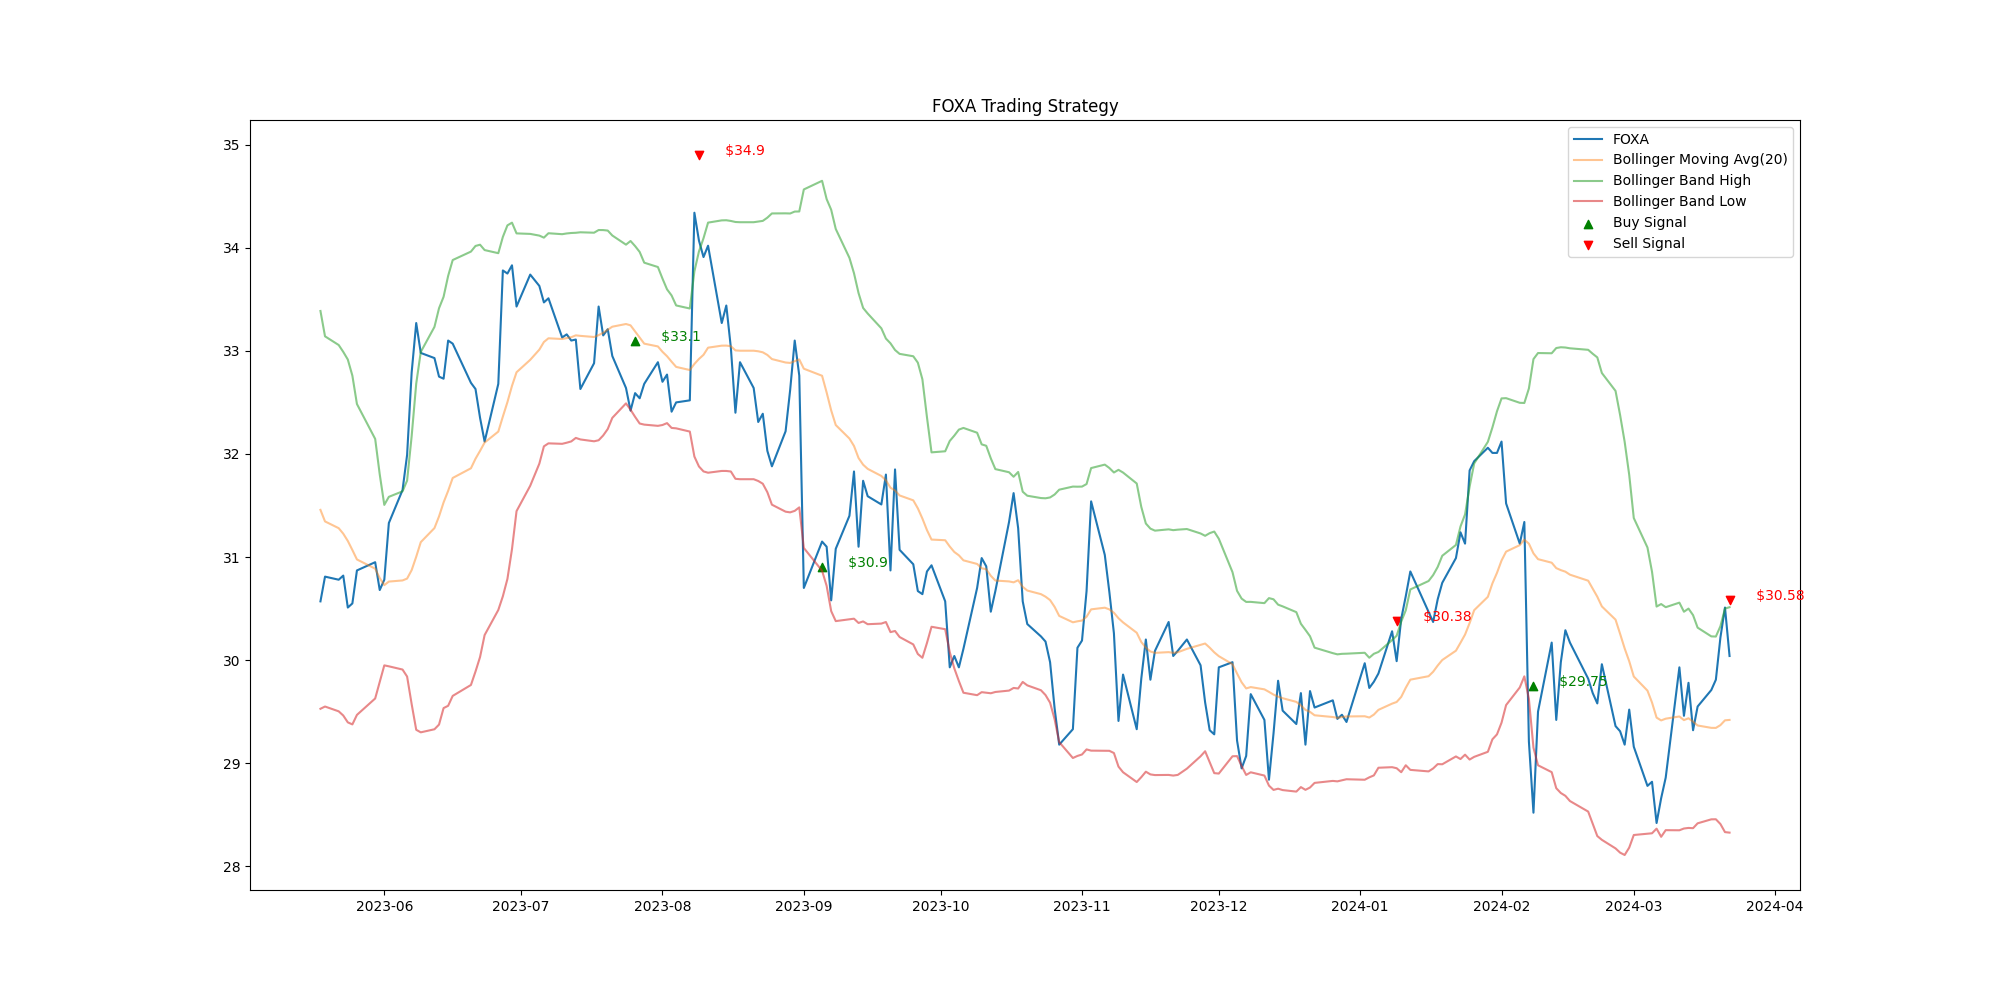 FOXA Trading Strategy
35
34
33
32
31
30
29
28
$34.9
$33.1
$30.9
$30.38
$29.75
$30.58
FOXA
Bollinger Moving Avg(20)
Bollinger Band High
Bollinger Band Low
Buy Signal
Sell Signal
2023-06 2023-07 2023-08 2023-09 2023-10 2023-11 2023-12 2024-01 2024-02 2024-03 2024-04